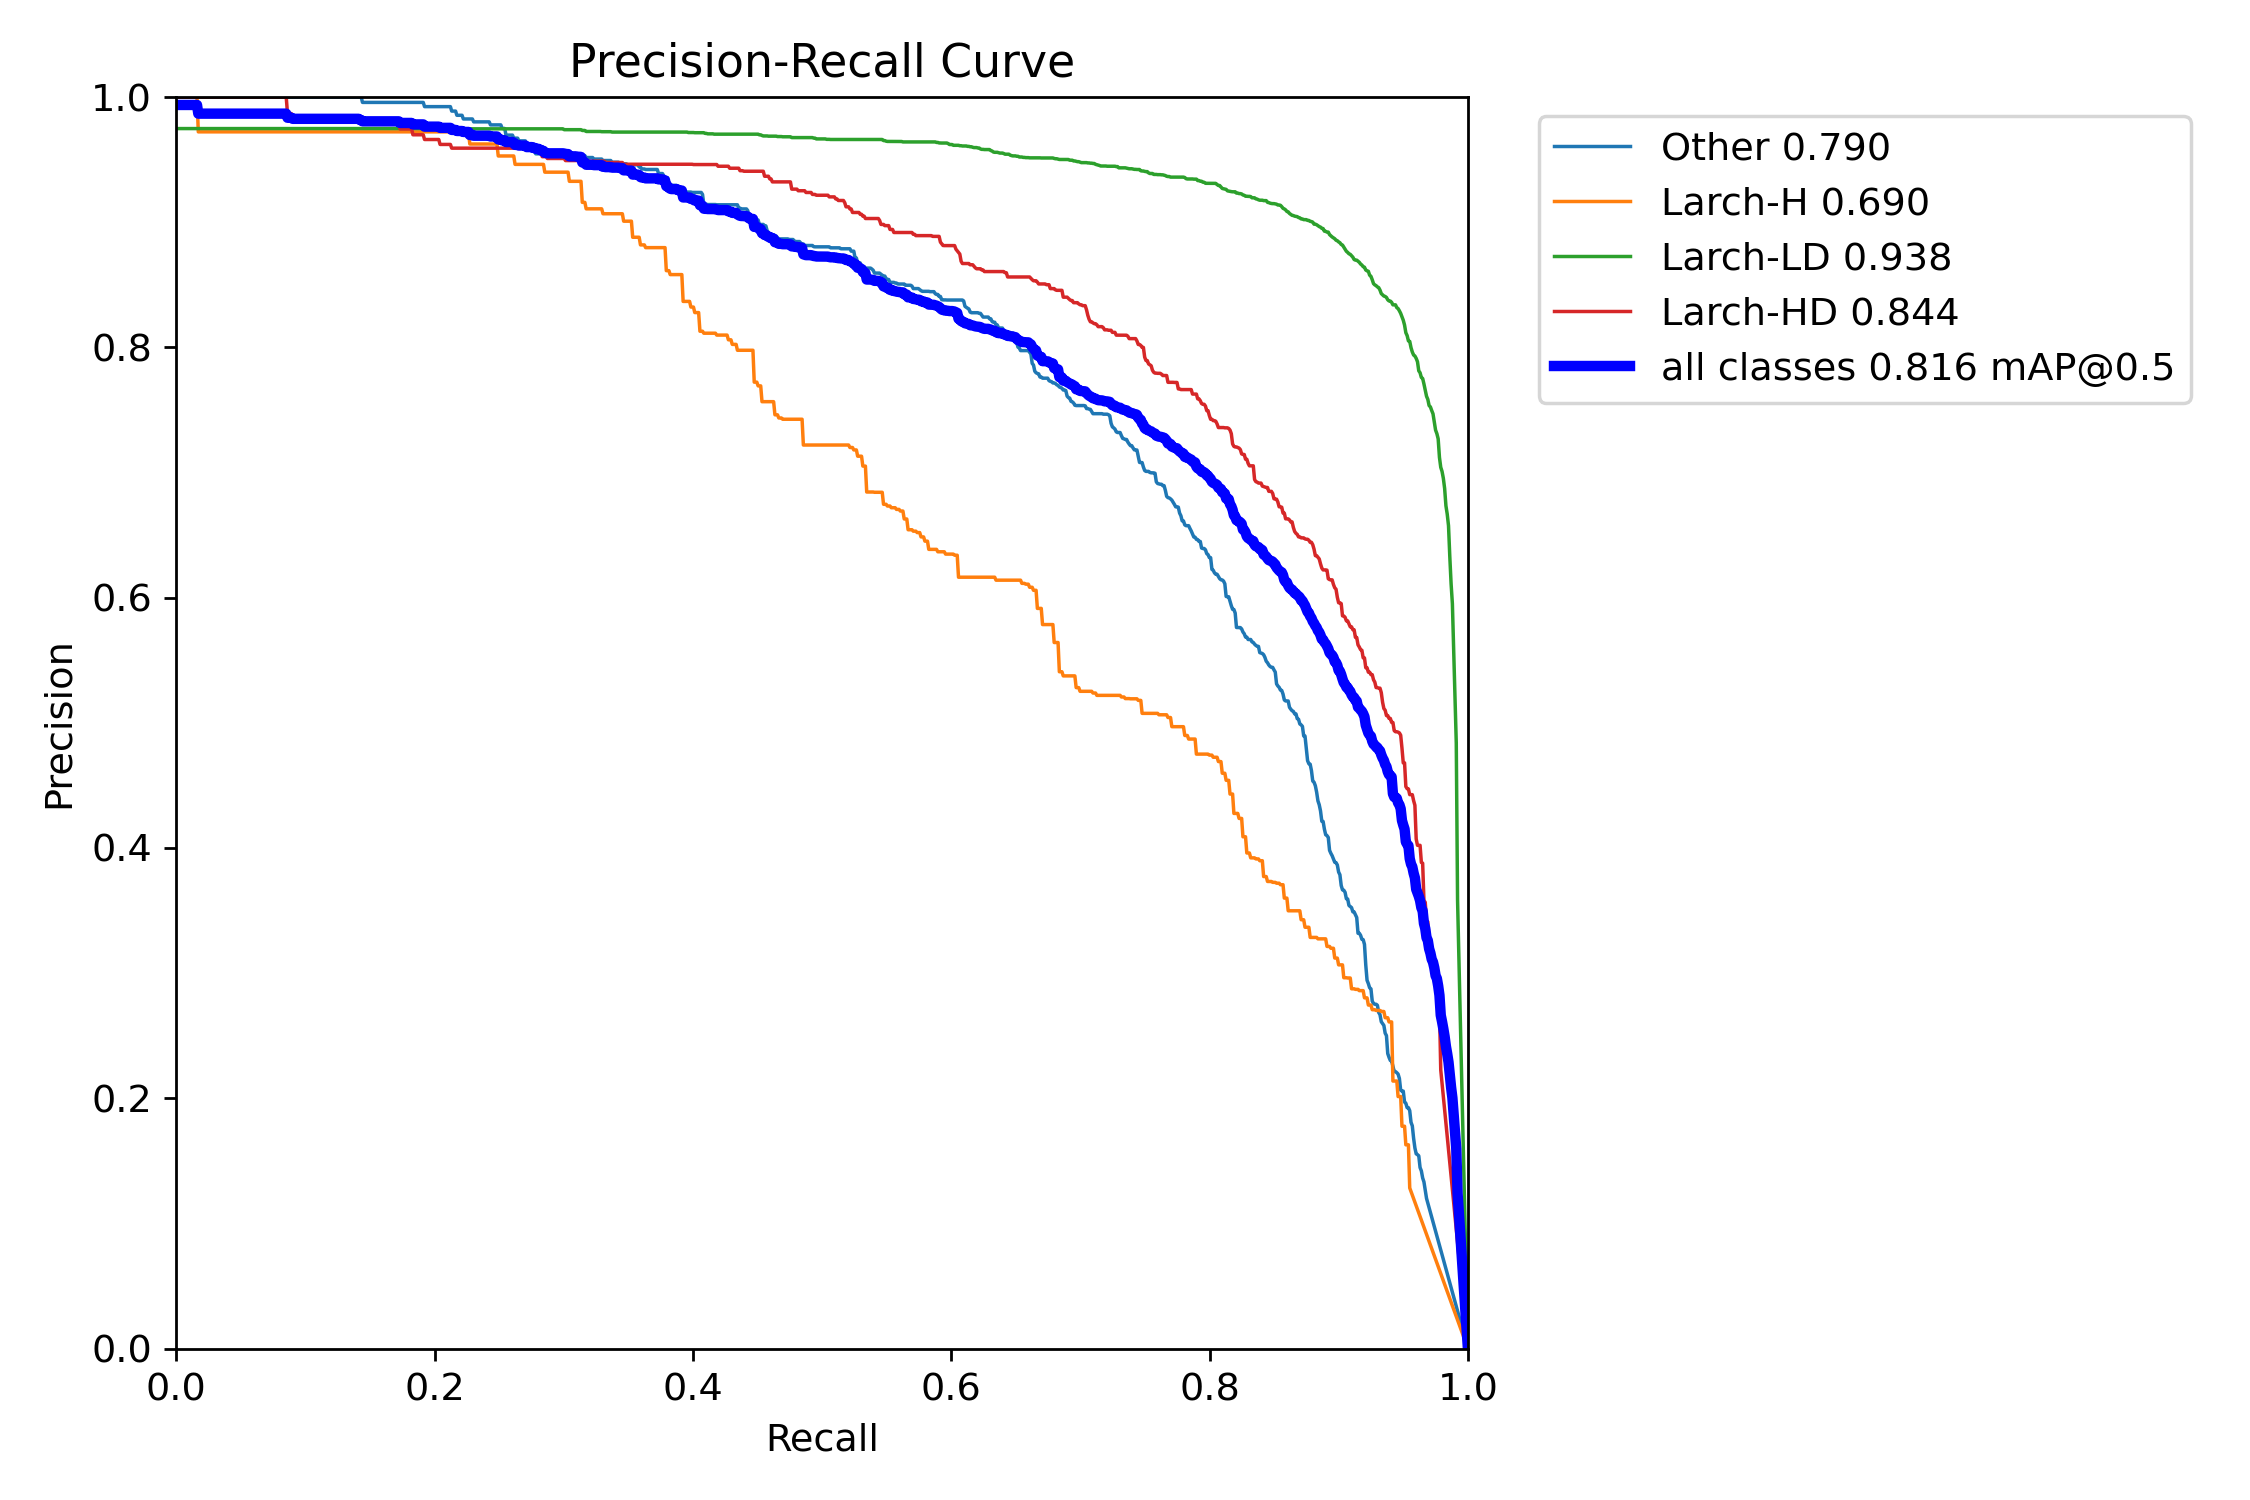 Precision-Recall Curve
1.0
0.8
0.6
0.4
0.2
0.0
Precision
0.0 0.2 0.4 0.6 0.8 1.0
Recall
Other 0.790
Larch-H 0.690
Larch-LD 0.938
Larch-HD 0.844
all classes 0.816 mAP@0.5